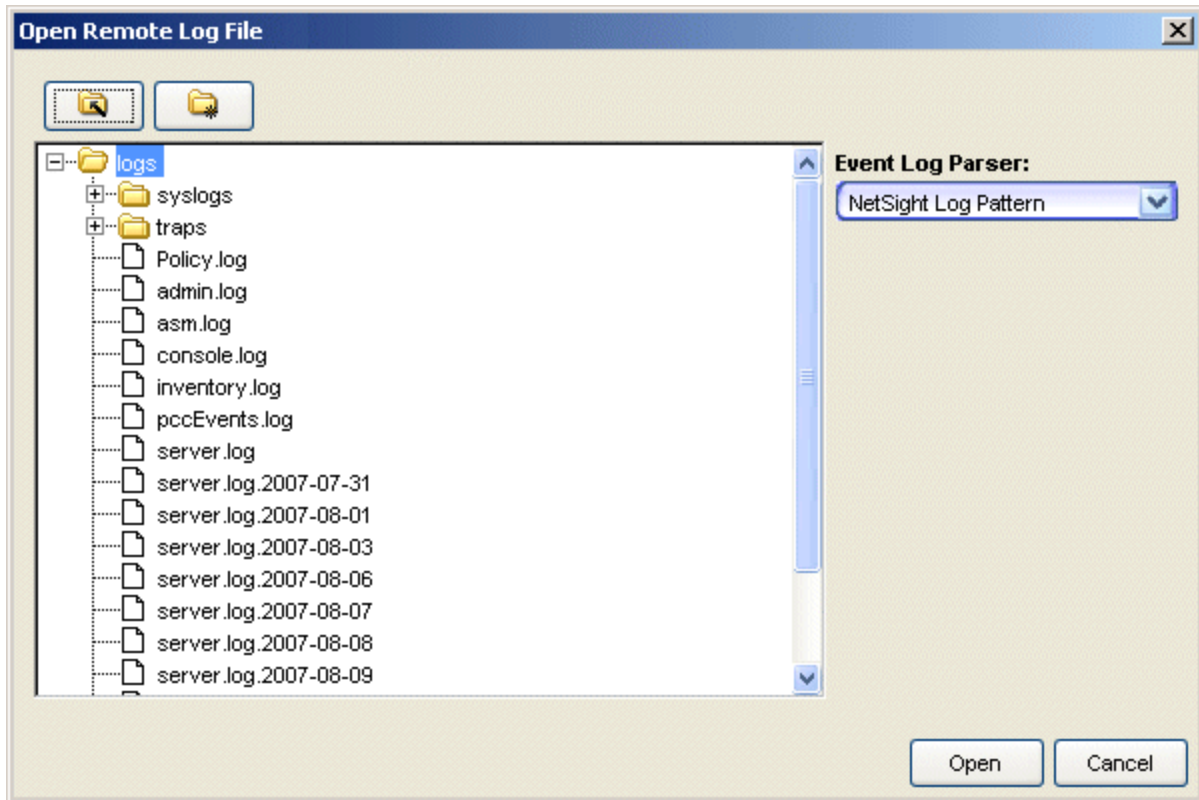 Open Remote Log File
logs
syslogs
traps
Policy.log
admin.log
asm.log
console.log
inventory.log
pccEvents.log
server.log
server.log.2007-07-31
server.log.2007-08-01
server.log.2007-08-03
server.log.2007-08-06
server.log.2007-08-07
server.log.2007-08-08
server.log.2007-08-09
Event Log Parser:
NetSight Log Pattern
Open
Cancel